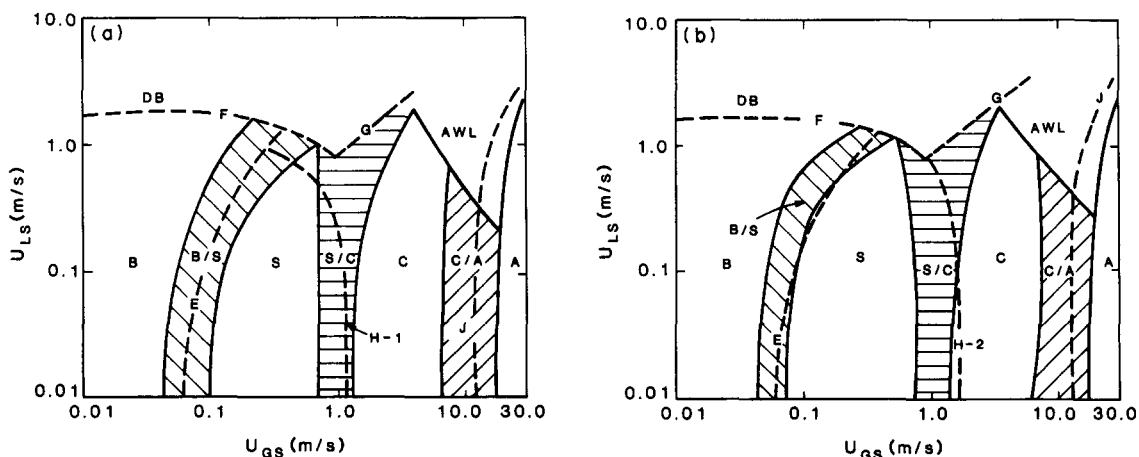 (a)
10.0
1.0
0.1
0.01
U_LS (m/s)
DB
F
G
AWL
B
B/S
S
S/C
C
C/A
A
E
J
H-1
0.01
0.1
1.0
10.0
30.0
U_GS (m/s)
(b)
10.0
1.0
0.1
0.01
U_LS (m/s)
DB
F
G
J
AWL
B/S
B
S
S/C
C
C/A
A
E
H-2
0.01
0.1
1.0
10.0
30.0
U_GS (m/s)